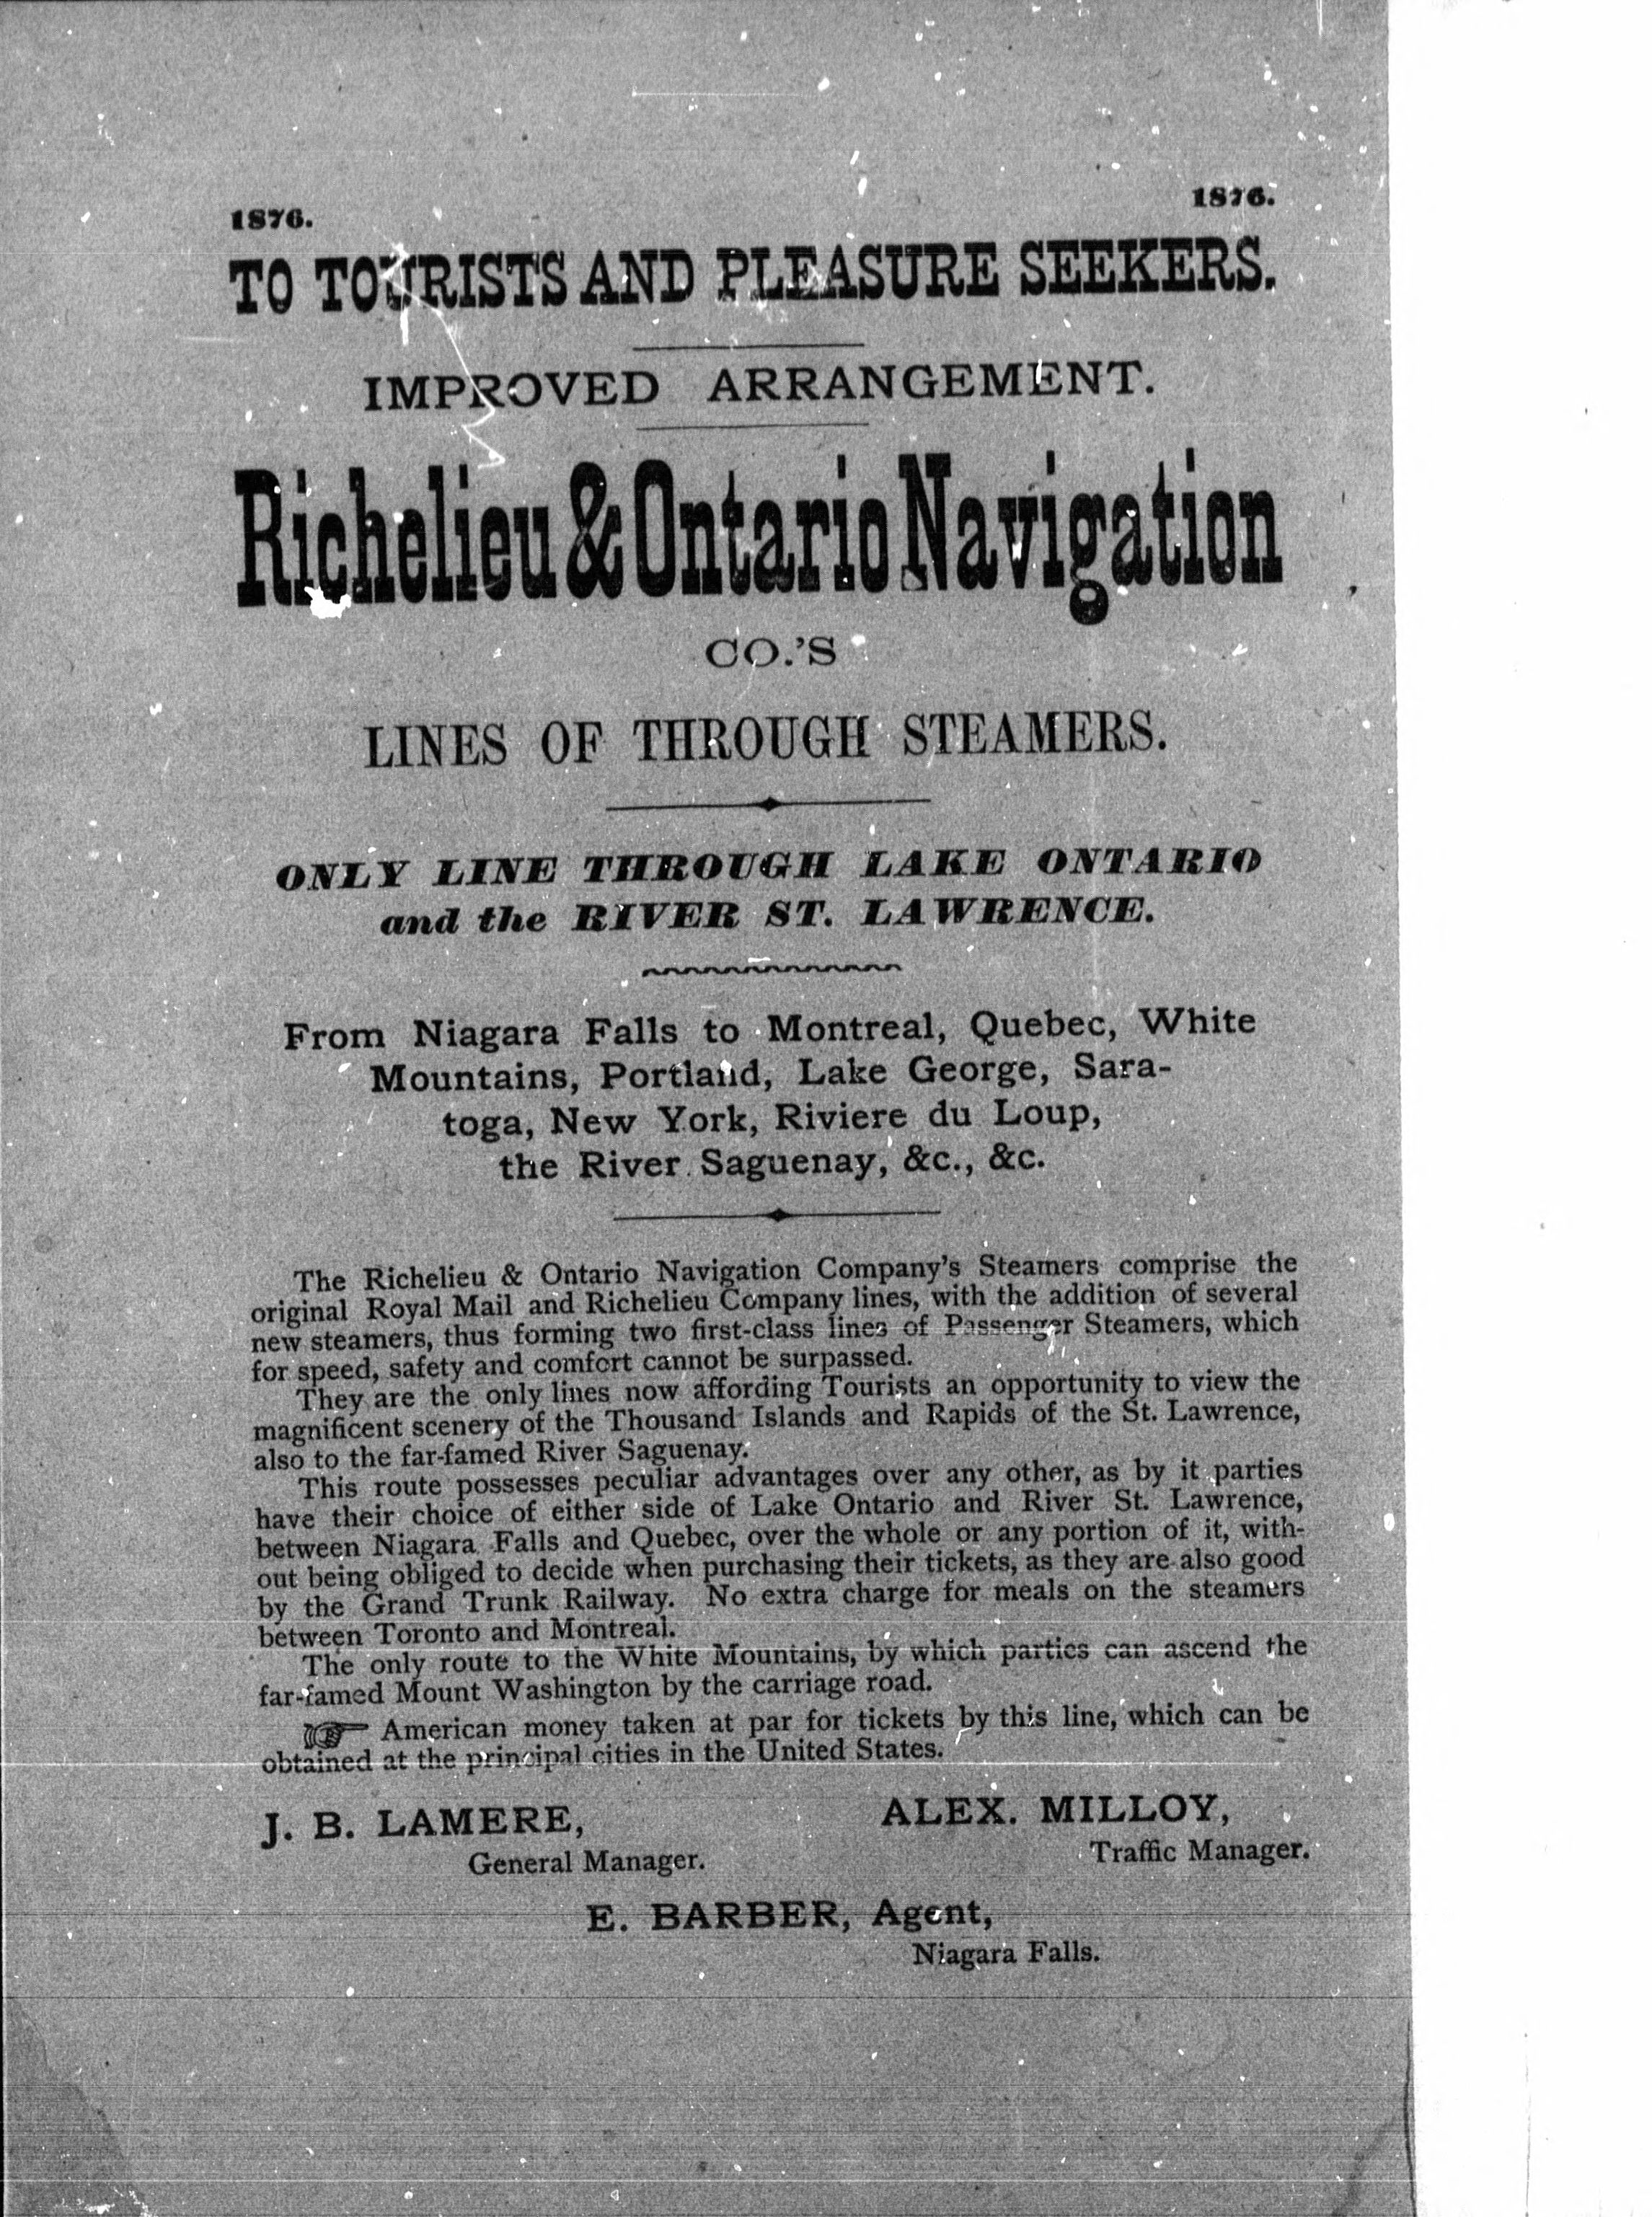 1876. 1876.
TO TOURISTS AND PLEASURE SEEKERS.
IMPROVED ARRANGEMENT.
Richelieu & Ontario Navigation
CO.'S
LINES OF THROUGH STEAMERS.
ONLY LINE THROUGH LAKE ONTARIO
and the RIVER ST. LAWRENCE.
From Niagara Falls to Montreal, Quebec, White
Mountains, Portland, Lake George, Sara-
toga, New York, Riviere du Loup,
the River Saguenay, &c., &c.
The Richelieu & Ontario Navigation Company's Steamers comprise the
original Royal Mail and Richelieu Company lines, with the addition of several
new steamers, thus forming two first-class lines of Passenger Steamers, which
for speed, safety and comfort cannot be surpassed.
They are the only lines now affording Tourists an opportunity to view the
magnificent scenery of the Thousand Islands and Rapids of the St. Lawrence,
also to the far-famed River Saguenay.
This route possesses peculiar advantages over any other, as by it parties
have their choice of either side of Lake Ontario and River St. Lawrence,
between Niagara Falls and Quebec, over the whole or any portion of it, with-
out being obliged to decide when purchasing their tickets, as they are also good
by the Grand Trunk Railway. No extra charge for meals on the steamers
between Toronto and Montreal.
The only route to the White Mountains, by which parties can ascend the
far-famed Mount Washington by the carriage road.
☞ American money taken at par for tickets by this line, which can be
obtained at the principal cities in the United States.
J. B. LAMERE, ALEX. MILLOY,
General Manager. Traffic Manager.
E. BARBER, Agent,
Niagara Falls.